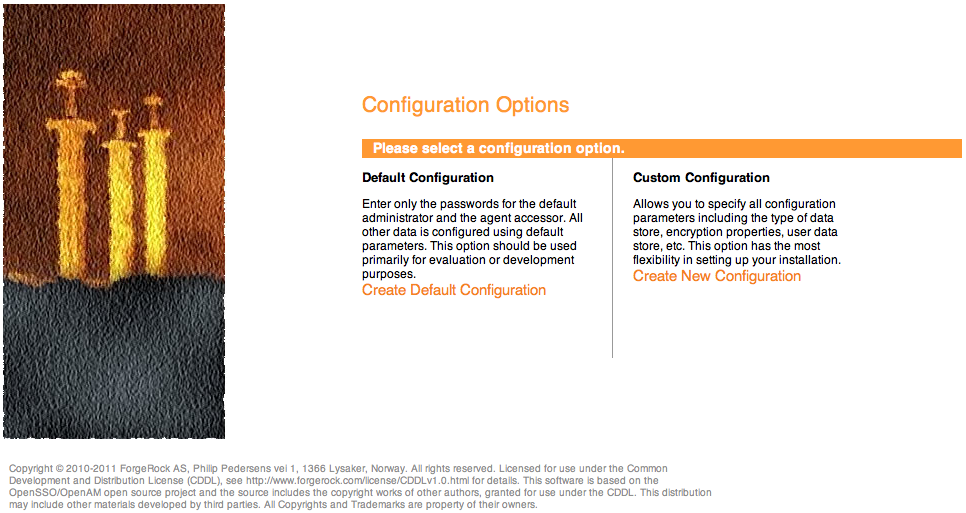 Configuration Options
Please select a configuration option.
Default Configuration
Enter only the passwords for the default
administrator and the agent accessor. All
other data is configured using default
parameters. This option should be used
primarily for evaluation or development
purposes.
Create Default Configuration
Custom Configuration
Allows you to specify all configuration
parameters including the type of data
store, encryption properties, user data
store, etc. This option has the most
flexibility in setting up your installation.
Create New Configuration
Copyright © 2010-2011 ForgeRock AS, Philip Pedersens vei 1, 1366 Lysaker, Norway. All rights reserved. Licensed for use under the Common
Development and Distribution License (CDDL), see http://www.forgerock.com/license/CDDLv1.0.html for details. This software is based on the
OpenSSO/OpenAM open source project and the source includes the copyright works of other authors, granted for use under the CDDL. This distribution
may include other materials developed by third parties. All Copyrights and Trademarks are property of their owners.